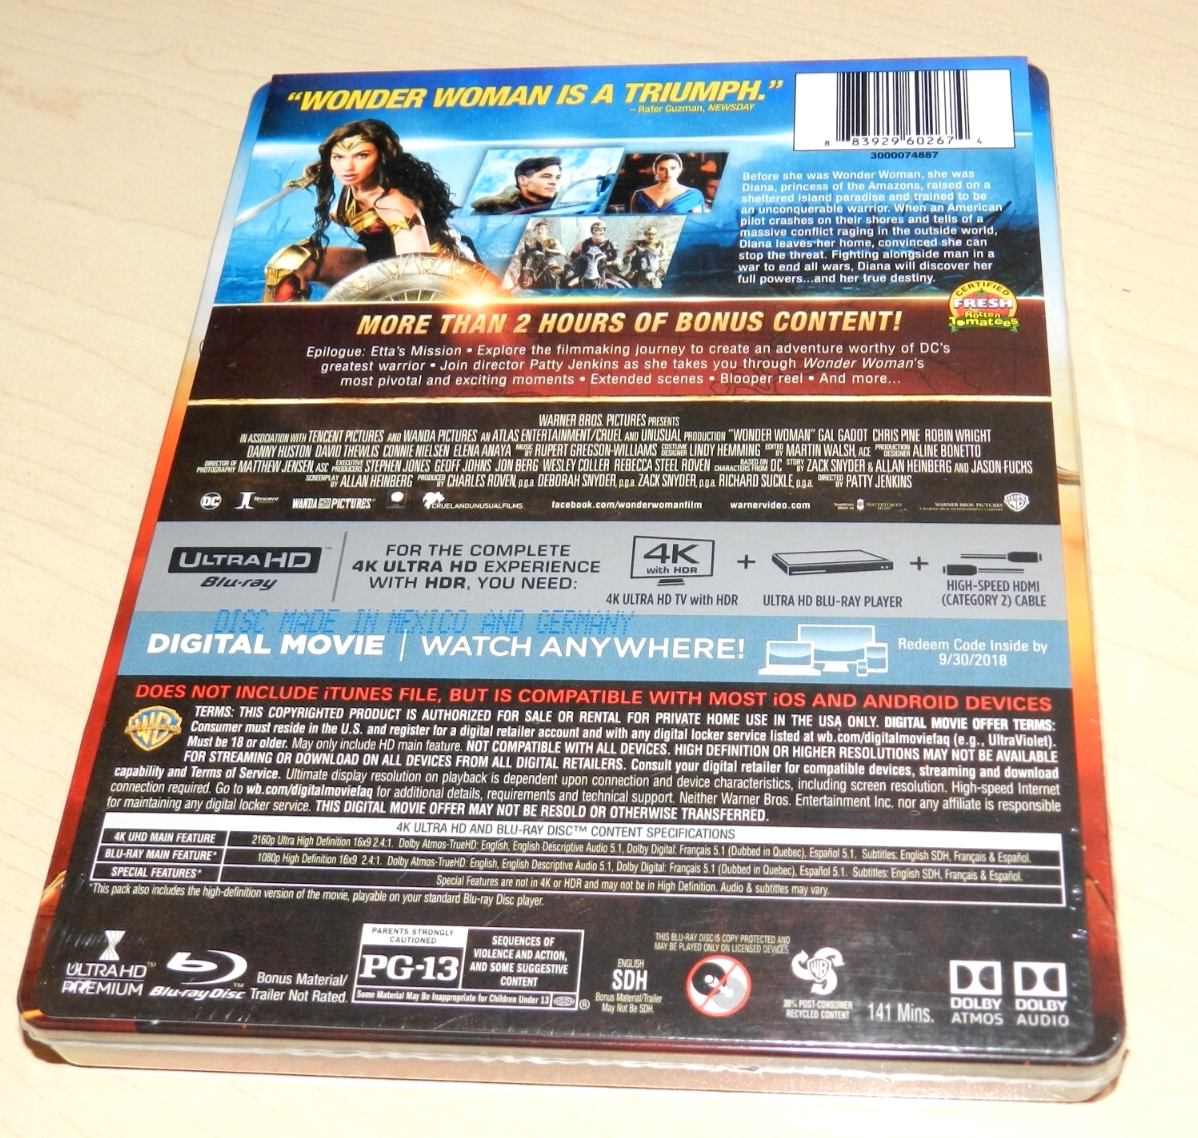 “WONDER WOMAN IS A TRIUMPH.”
– Rafer Guzman, NEWSDAY
8 83929 60267 4
3000074887
Before she was Wonder Woman, she was
Diana, princess of the Amazons, raised on a
sheltered island paradise and trained to be
an unconquerable warrior. When an American
pilot crashes on their shores and tells of a
massive conflict raging in the outside world,
Diana leaves her home, convinced she can
stop the threat. Fighting alongside man in a
war to end all wars, Diana will discover her
full powers...and her true destiny.
CERTIFIED
FRESH
Rotten
Tomatoes
MORE THAN 2 HOURS OF BONUS CONTENT!
Epilogue: Etta's Mission • Explore the filmmaking journey to create an adventure worthy of DC's
greatest warrior • Join director Patty Jenkins as she takes you through Wonder Woman's
most pivotal and exciting moments • Extended scenes • Blooper reel • And more...
WARNER BROS. PICTURES PRESENTS
IN ASSOCIATION WITH TENCENT PICTURES AND WANDA PICTURES AN ATLAS ENTERTAINMENT/CRUEL AND UNUSUAL PRODUCTION "WONDER WOMAN" GAL GADOT CHRIS PINE ROBIN WRIGHT
DANNY HUSTON DAVID THEWLIS CONNIE NIELSEN ELENA ANAYA MUSIC BY RUPERT GREGSON-WILLIAMS COSTUME DESIGNER LINDY HEMMING EDITED BY MARTIN WALSH, ACE PRODUCTION DESIGNER ALINE BONETTO
DIRECTOR OF PHOTOGRAPHY MATTHEW JENSEN, ASC EXECUTIVE PRODUCERS STEPHEN JONES GEOFF JOHNS JON BERG WESLEY COLLER REBECCA STEEL ROVEN BASED ON CHARACTERS FROM DC STORY BY ZACK SNYDER & ALLAN HEINBERG AND JASON FUCHS
SCREENPLAY BY ALLAN HEINBERG PRODUCED BY CHARLES ROVEN, p.g.a. DEBORAH SNYDER, p.g.a. ZACK SNYDER, p.g.a. RICHARD SUCKLE, p.g.a. DIRECTED BY PATTY JENKINS
DC Tencent WANDA PICTURES CRUELANDUNUSUALFILMS facebook.com/wonderwomanfilm warnervideo.com
ULTRA HD
Blu-ray
FOR THE COMPLETE
4K ULTRA HD EXPERIENCE
WITH HDR, YOU NEED:
4K
with HDR
4K ULTRA HD TV with HDR
+
ULTRA HD BLU-RAY PLAYER
+
HIGH-SPEED HDMI
(CATEGORY 2) CABLE
DISC MADE IN MEXICO AND GERMANY
DIGITAL MOVIE | WATCH ANYWHERE!
Redeem Code Inside by
9/30/2018
DOES NOT INCLUDE iTUNES FILE, BUT IS COMPATIBLE WITH MOST iOS AND ANDROID DEVICES
WB
TERMS: THIS COPYRIGHTED PRODUCT IS AUTHORIZED FOR SALE OR RENTAL FOR PRIVATE HOME USE IN THE USA ONLY. DIGITAL MOVIE OFFER TERMS:
Consumer must reside in the U.S. and register for a digital retailer account and with any digital locker service listed at wb.com/digitalmoviefaq (e.g., UltraViolet).
Must be 18 or older. May only include HD main feature. NOT COMPATIBLE WITH ALL DEVICES. HIGH DEFINITION OR HIGHER RESOLUTIONS MAY NOT BE AVAILABLE
FOR STREAMING OR DOWNLOAD ON ALL DEVICES FROM ALL DIGITAL RETAILERS. Consult your digital retailer for compatible devices, streaming and download
capability and Terms of Service. Ultimate display resolution on playback is dependent upon connection and device characteristics, including screen resolution. High-speed Internet
connection required. Go to wb.com/digitalmoviefaq for additional details, requirements and technical support. Neither Warner Bros. Entertainment Inc. nor any affiliate is responsible
for maintaining any digital locker service. THIS DIGITAL MOVIE OFFER MAY NOT BE RESOLD OR OTHERWISE TRANSFERRED.
4K ULTRA HD AND BLU-RAY DISC™ CONTENT SPECIFICATIONS
4K UHD MAIN FEATURE 2160p Ultra High Definition 16x9 2.4:1. Dolby Atmos-TrueHD: English, English Descriptive Audio 5.1, Dolby Digital: Français 5.1 (Dubbed in Quebec), Español 5.1. Subtitles: English SDH, Français & Español.
BLU-RAY MAIN FEATURE* 1080p High Definition 16x9 2.4:1. Dolby Atmos-TrueHD: English, English Descriptive Audio 5.1, Dolby Digital: Français 5.1 (Dubbed in Quebec), Español 5.1. Subtitles: English SDH, Français & Español.
SPECIAL FEATURES* Special Features are not in 4K or HDR and may not be in High Definition. Audio & subtitles may vary.
*This pack also includes the high-definition version of the movie, playable on your standard Blu-ray Disc player.
ULTRA HD™
PREMIUM
Blu-ray Disc™
Bonus Material/
Trailer Not Rated.
PARENTS STRONGLY
CAUTIONED
PG-13
SEQUENCES OF
VIOLENCE AND ACTION,
AND SOME SUGGESTIVE
CONTENT
Some Material May Be Inappropriate for Children Under 13
®
ENGLISH
SDH
Bonus Material/Trailer
May Not Be SDH.
THIS BLU-RAY DISC IS COPY PROTECTED AND
MAY BE PLAYED ONLY ON LICENSED DEVICES
WB
30% POST-CONSUMER
RECYCLED CONTENT
141 Mins.
DOLBY
ATMOS
DOLBY
AUDIO